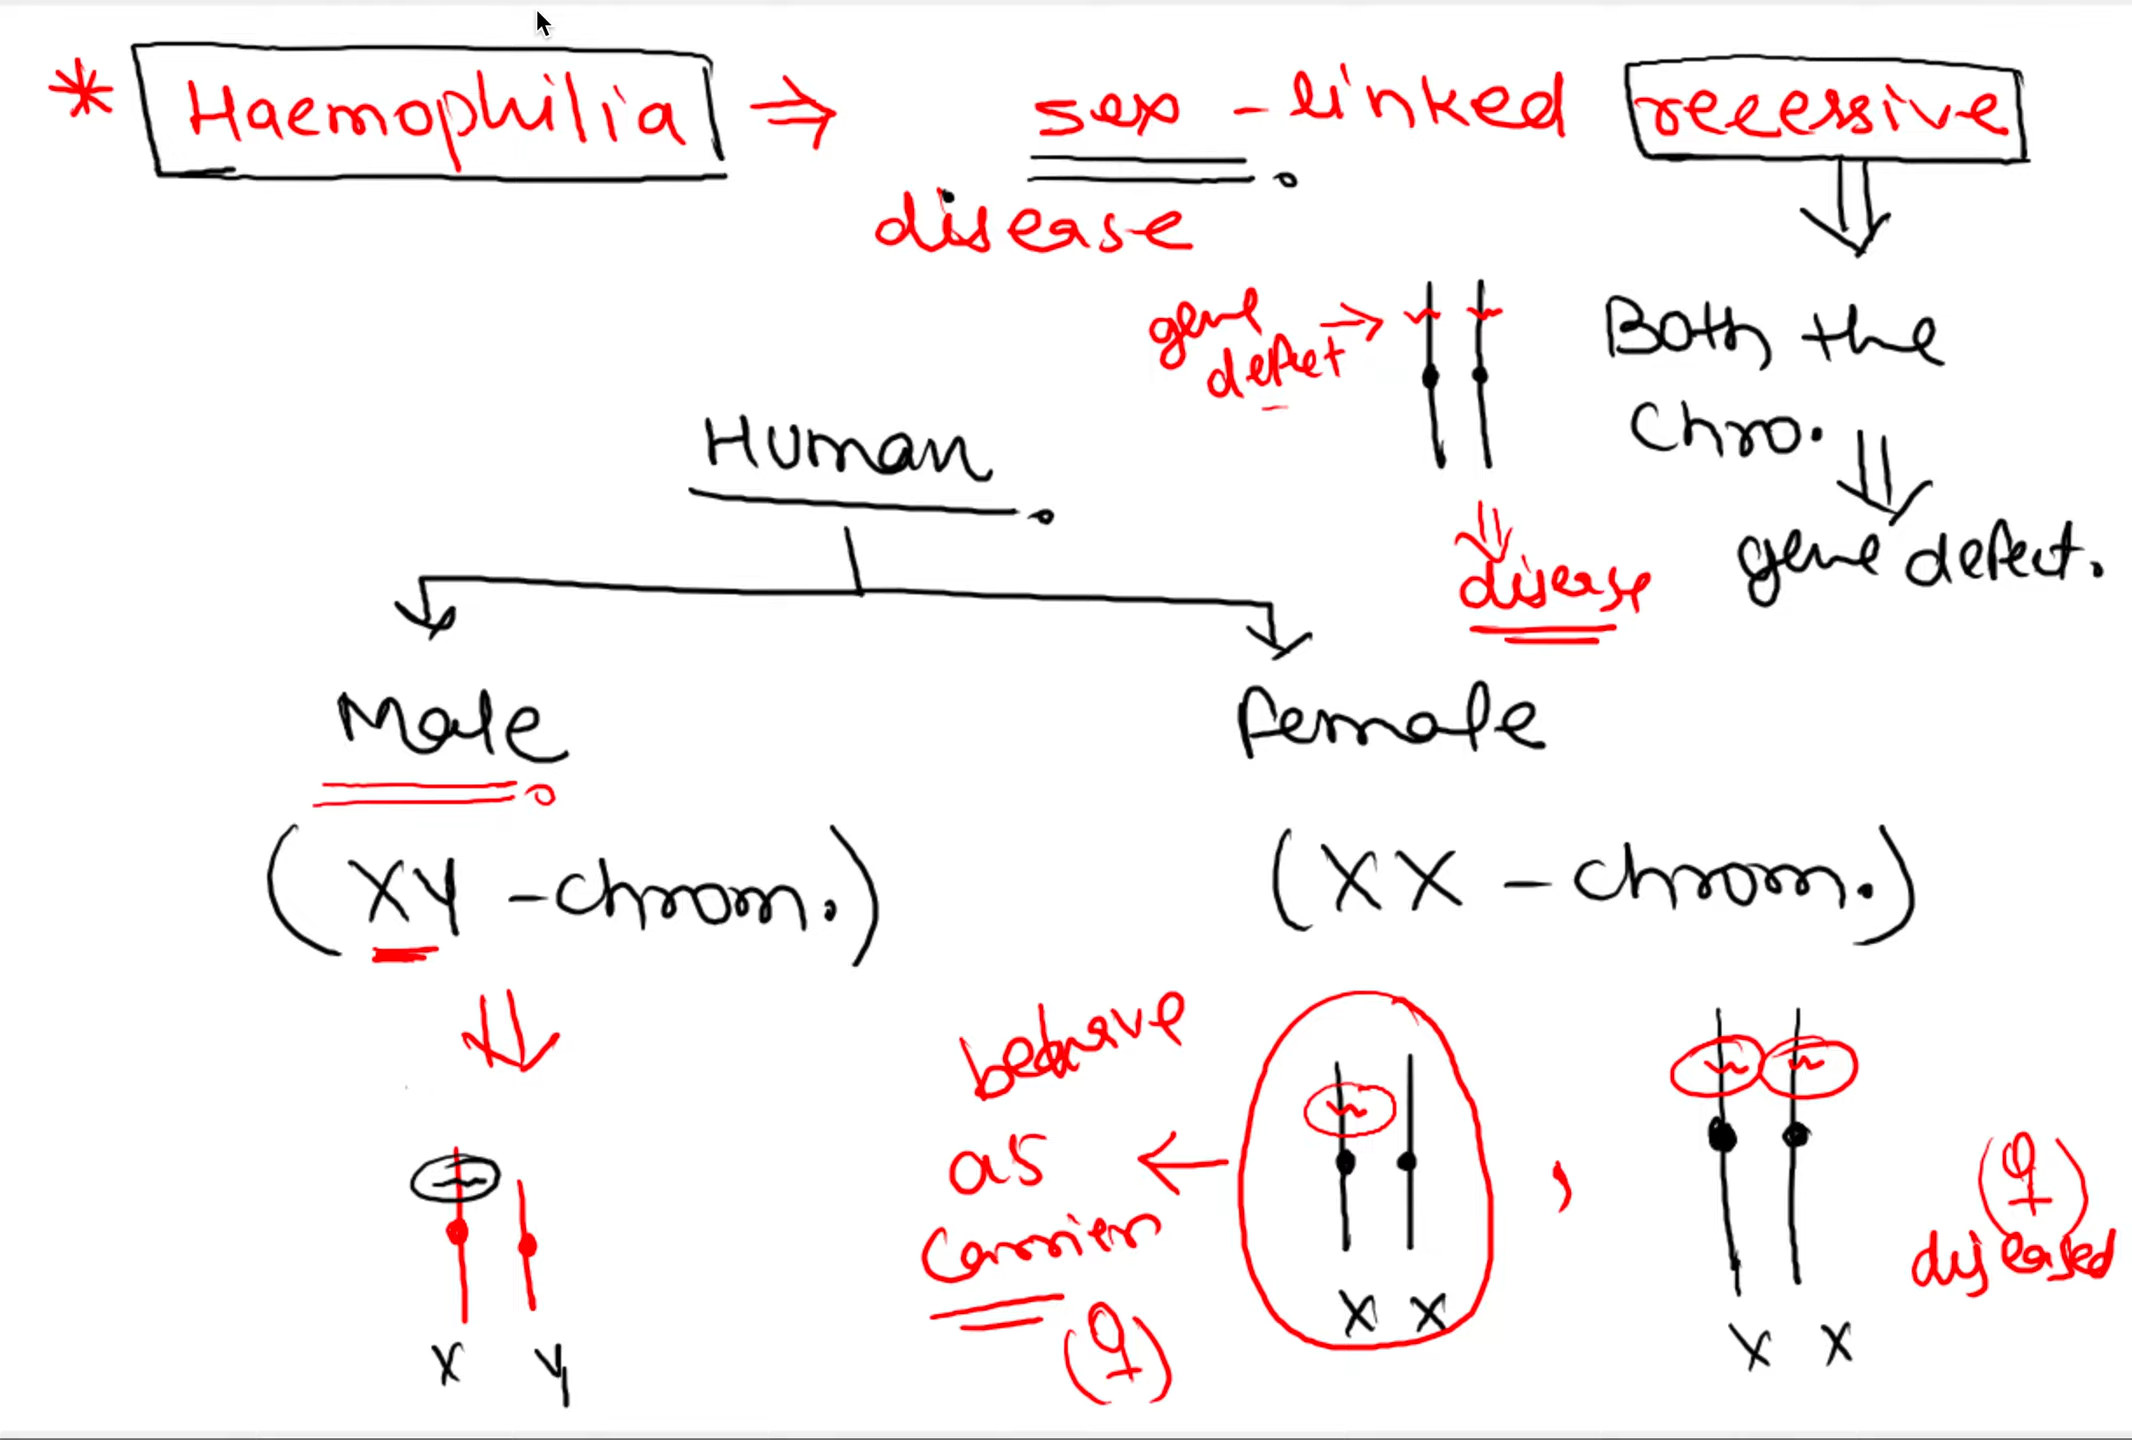 * Haemophilia ⇒ sex - linked recessive
disease
gene
defect →
Both the
Chro.
gene defect.
disease
Human
Male
Female
(XY - chrom.)
(XX - chrom.)
behave
as
carrier
(♀)
X Y
X X
,
X X
(♀)
diseased